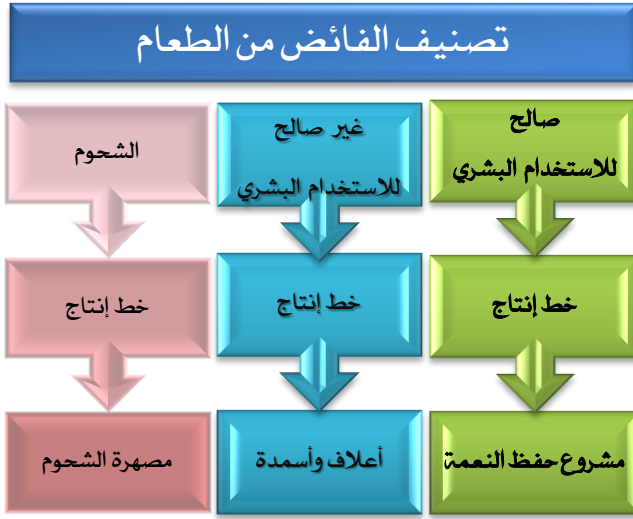 تصنيف الفائض من الطعام
صالح
للاستخدام البشري
خط إنتاج
مشروع حفظ النعمة
غير صالح
للاستخدام البشري
خط إنتاج
أعلاف وأسمدة
الشحوم
خط إنتاج
مصهرة الشحوم